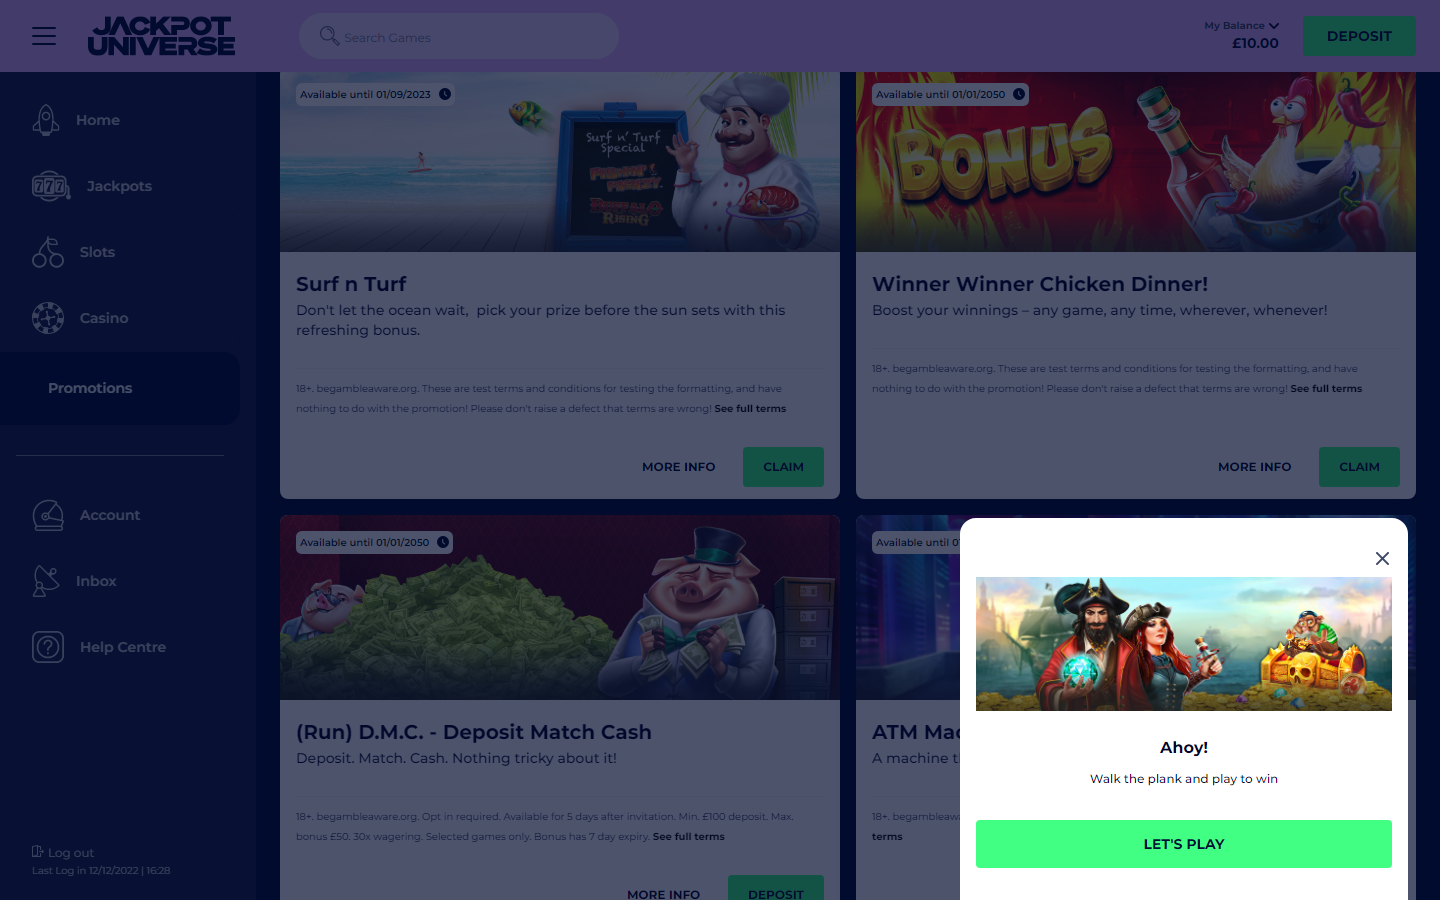 JACKPOT
UNIVERSE
Search Games
My Balance
£10.00
DEPOSIT
Home
Jackpots
777
Slots
Casino
Promotions
Account
Inbox
Help Centre
Log out
Last Log in 12/12/2022 | 16:28
Available until 01/09/2023
Surf n' Turf
Special
FISHIN' FRENZY
BUFFALO
RISING
Surf n Turf
Don't let the ocean wait,  pick your prize before the sun sets with this
refreshing bonus.
18+. begambleaware.org. These are test terms and conditions for testing the formatting, and have
nothing to do with the promotion! Please don't raise a defect that terms are wrong! See full terms
MORE INFO
CLAIM
Available until 01/01/2050
BONUS
Winner Winner Chicken Dinner!
Boost your winnings – any game, any time, wherever, whenever!
18+. begambleaware.org. These are test terms and conditions for testing the formatting, and have
nothing to do with the promotion! Please don't raise a defect that terms are wrong! See full terms
MORE INFO
CLAIM
Available until 01/01/2050
(Run) D.M.C. - Deposit Match Cash
Deposit. Match. Cash. Nothing tricky about it!
18+. begambleaware.org. Opt in required. Available for 5 days after invitation. Min. £100 deposit. Max.
bonus £50. 30x wagering. Selected games only. Bonus has 7 day expiry. See full terms
MORE INFO
DEPOSIT
Available until 01
ATM Mac
A machine t
18+. begambleawa
terms
Ahoy!
Walk the plank and play to win
LET'S PLAY